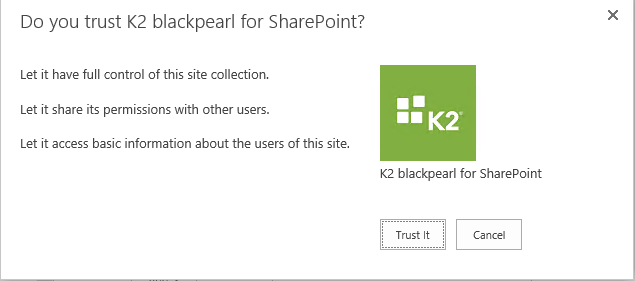 Do you trust K2 blackpearl for SharePoint?
Let it have full control of this site collection.
Let it share its permissions with other users.
Let it access basic information about the users of this site.
K2
K2 blackpearl for SharePoint
Trust It
Cancel